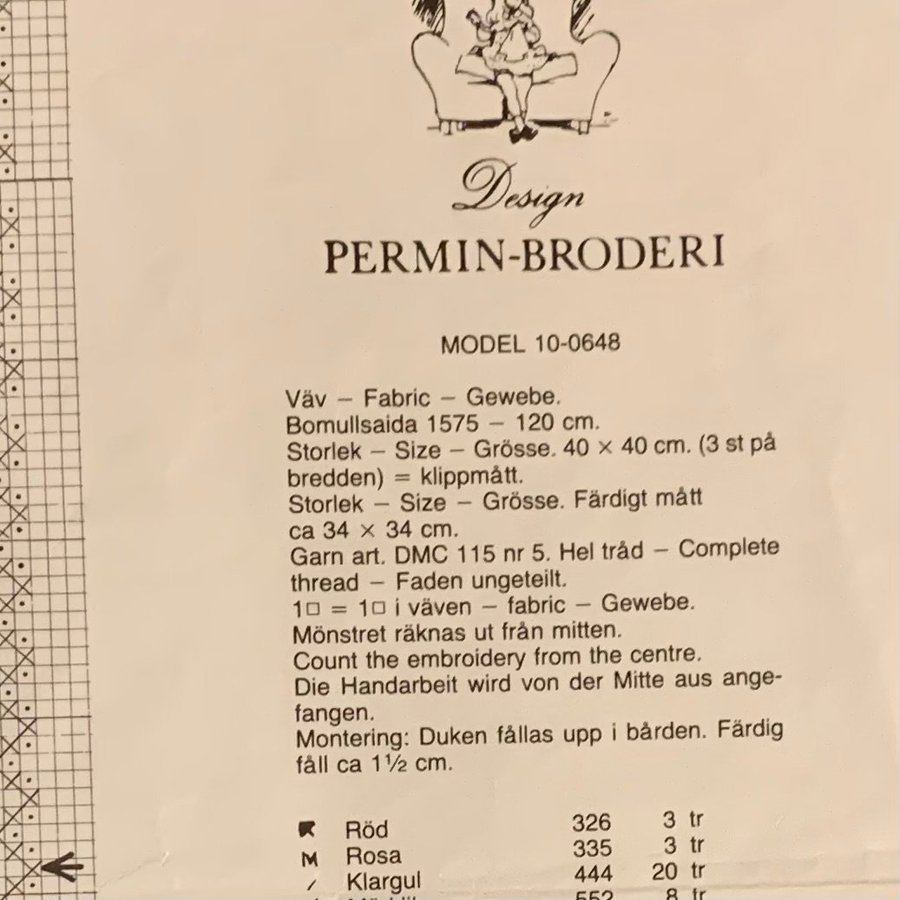 Design
PERMIN-BRODERI
MODEL 10-0648
Väv – Fabric – Gewebe.
Bomullsaida 1575 – 120 cm.
Storlek – Size – Grösse. 40 × 40 cm. (3 st på
bredden) = klippmått.
Storlek – Size – Grösse. Färdigt mått
ca 34 × 34 cm.
Garn art. DMC 115 nr 5. Hel tråd – Complete
thread – Faden ungeteilt.
1□ = 1□ i väven – fabric – Gewebe.
Mönstret räknas ut från mitten.
Count the embroidery from the centre.
Die Handarbeit wird von der Mitte aus ange-
fangen.
Montering: Duken fållas upp i bården. Färdig
fåll ca 1½ cm.
Röd 326 3 tr
M Rosa 335 3 tr
/ Klargul 444 20 tr
552 8 tr